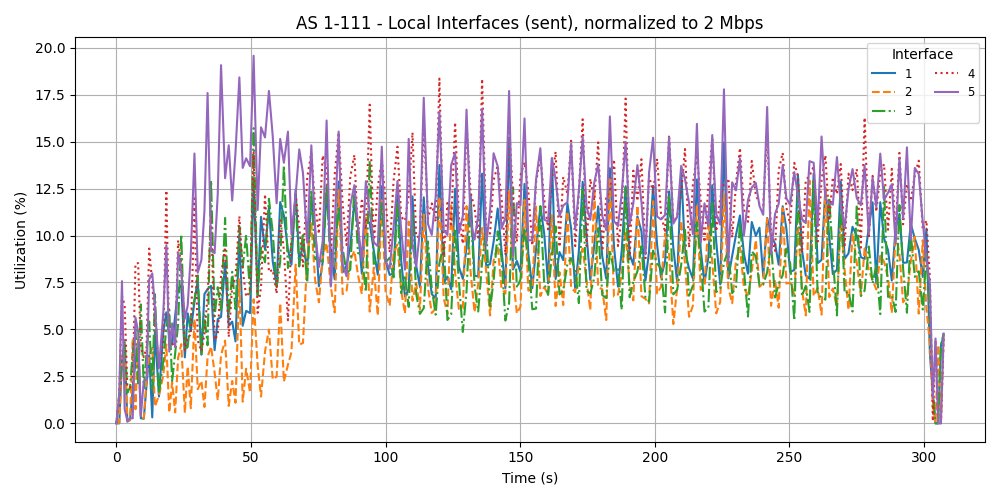 AS 1-111 - Local Interfaces (sent), normalized to 2 Mbps
Utilization (%)
20.0
17.5
15.0
12.5
10.0
7.5
5.0
2.5
0.0
Interface
1
2
3
4
5
0 50 100 150 200 250 300
Time (s)